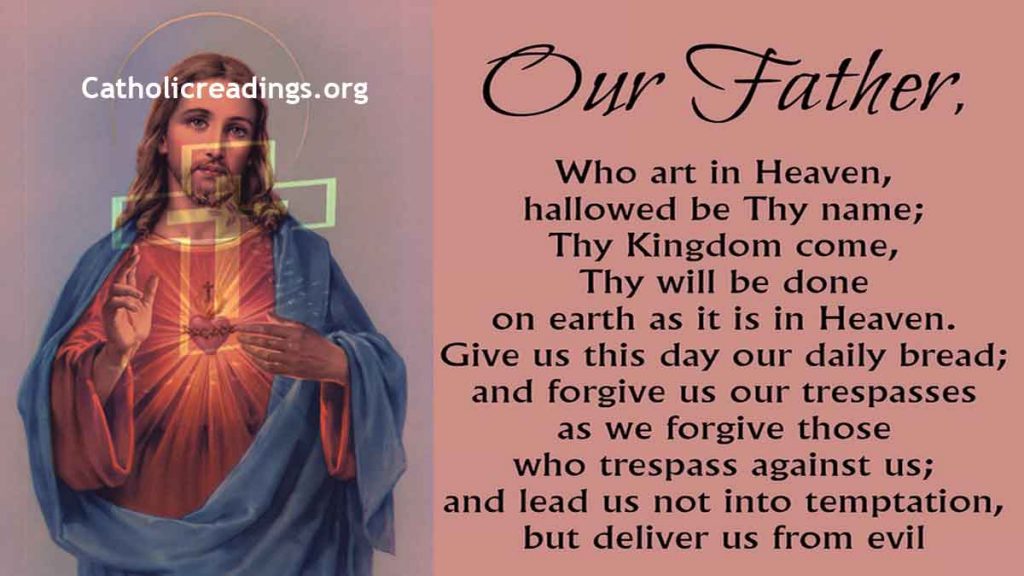 Catholicreadings.org
Our Father,
Who art in Heaven,
hallowed be Thy name;
Thy Kingdom come,
Thy will be done
on earth as it is in Heaven.
Give us this day our daily bread;
and forgive us our trespasses
as we forgive those
who trespass against us;
and lead us not into temptation,
but deliver us from evil